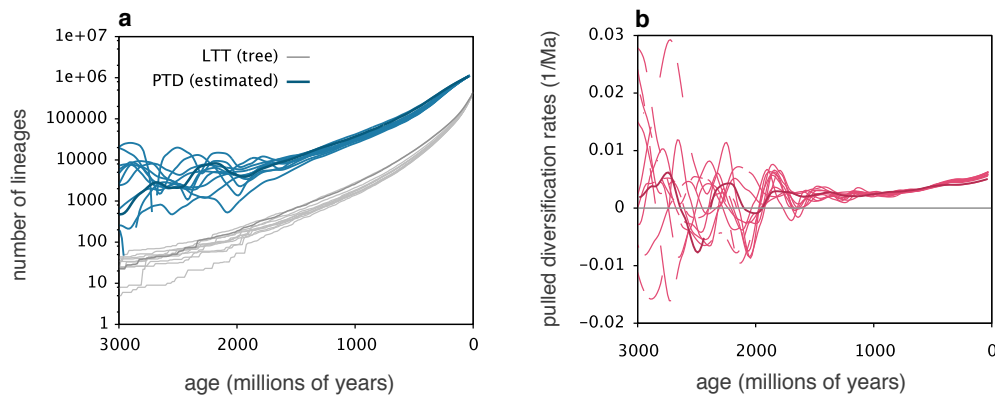 a
1e+07
1e+06
100000
10000
1000
100
10
1
number of lineages
LTT (tree)
PTD (estimated)
3000 2000 1000 0
age (millions of years)
b
0.03
0.02
0.01
0
−0.01
−0.02
pulled diversification rates (1/Ma)
3000 2000 1000 0
age (millions of years)